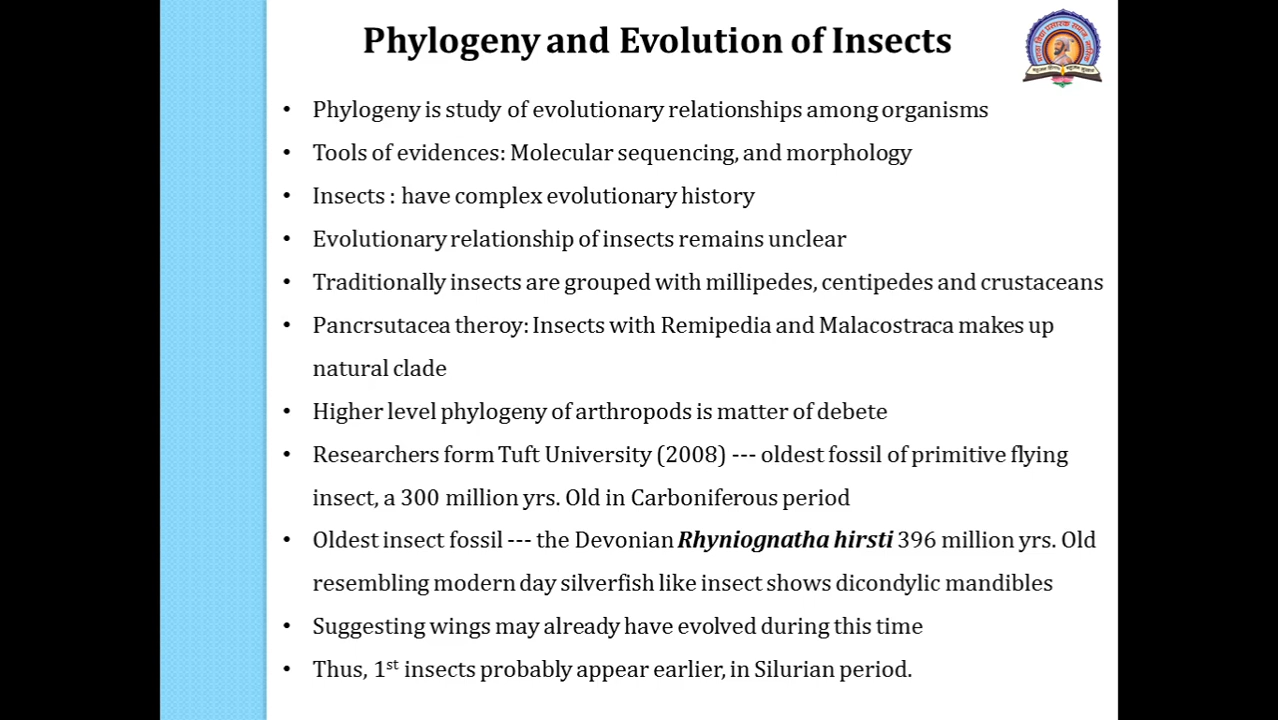 Phylogeny and Evolution of Insects
• Phylogeny is study of evolutionary relationships among organisms
• Tools of evidences: Molecular sequencing, and morphology
• Insects : have complex evolutionary history
• Evolutionary relationship of insects remains unclear
• Traditionally insects are grouped with millipedes, centipedes and crustaceans
• Pancrsutacea theroy: Insects with Remipedia and Malacostraca makes up
natural clade
• Higher level phylogeny of arthropods is matter of debete
• Researchers form Tuft University (2008) --- oldest fossil of primitive flying
insect, a 300 million yrs. Old in Carboniferous period
• Oldest insect fossil --- the Devonian Rhyniognatha hirsti 396 million yrs. Old
resembling modern day silverfish like insect shows dicondylic mandibles
• Suggesting wings may already have evolved during this time
• Thus, 1st insects probably appear earlier, in Silurian period.